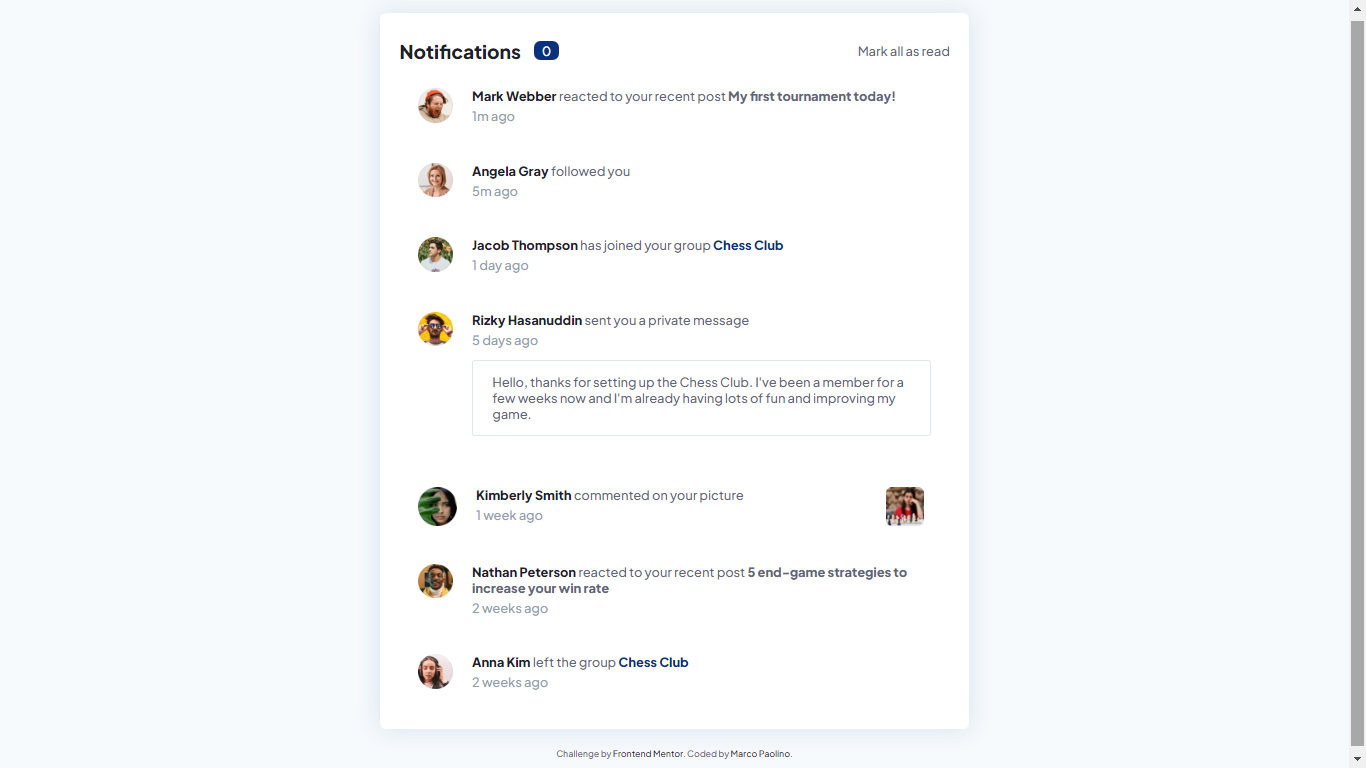 Notifications 0 Mark all as read
Mark Webber reacted to your recent post My first tournament today!
1m ago
Angela Gray followed you
5m ago
Jacob Thompson has joined your group Chess Club
1 day ago
Rizky Hasanuddin sent you a private message
5 days ago
Hello, thanks for setting up the Chess Club. I've been a member for a
few weeks now and I'm already having lots of fun and improving my
game.
Kimberly Smith commented on your picture
1 week ago
Nathan Peterson reacted to your recent post 5 end-game strategies to
increase your win rate
2 weeks ago
Anna Kim left the group Chess Club
2 weeks ago
Challenge by Frontend Mentor. Coded by Marco Paolino.